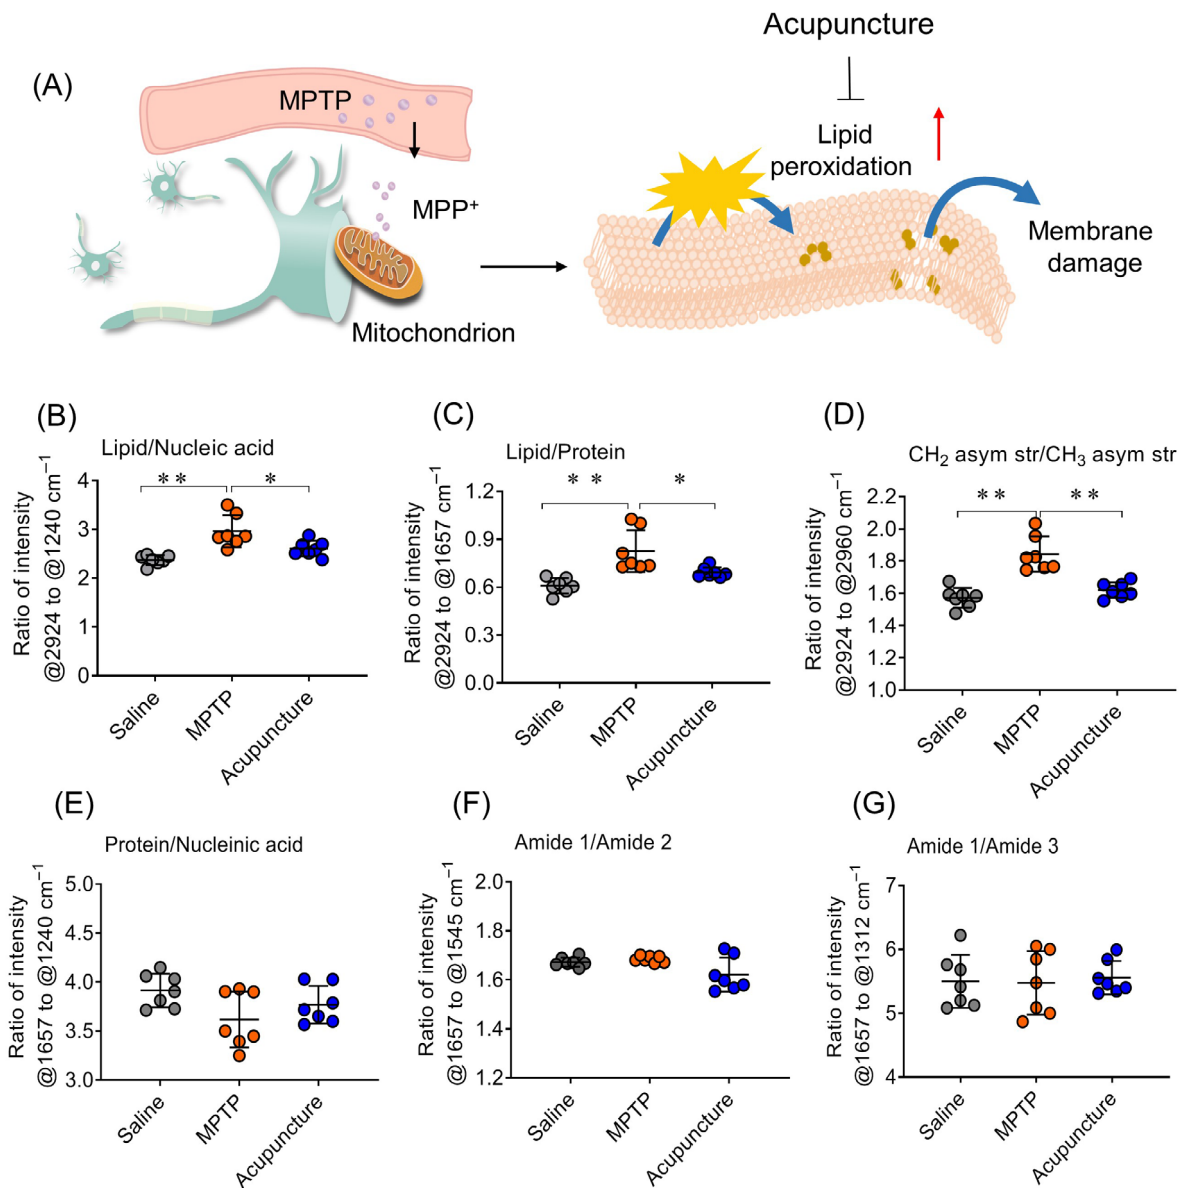 Acupuncture
(A)
MPTP
MPP⁺
Mitochondrion
Lipid
peroxidation
Membrane
damage
(B)
Lipid/Nucleic acid
Ratio of intensity
@2924 to @1240 cm⁻¹
4
3
2
1
0
**
*
Saline
MPTP
Acupuncture
(C)
Lipid/Protein
Ratio of intensity
@2924 to @1657 cm⁻¹
1.2
0.9
0.6
0.3
0.0
* *
*
Saline
MPTP
Acupuncture
(D)
CH₂ asym str/CH₃ asym str
Ratio of intensity
@2924 to @2960 cm⁻¹
2.2
2.0
1.8
1.6
1.4
1.2
1.0
**
**
Saline
MPTP
Acupuncture
(E)
Protein/Nucleinic acid
Ratio of intensity
@1657 to @1240 cm⁻¹
5.0
4.5
4.0
3.5
3.0
Saline
MPTP
Acupuncture
(F)
Amide 1/Amide 2
Ratio of intensity
@1657 to @1545 cm⁻¹
2.0
1.8
1.6
1.4
1.2
Saline
MPTP
Acupuncture
(G)
Amide 1/Amide 3
Ratio of intensity
@1657 to @1312 cm⁻¹
7
6
5
4
Saline
MPTP
Acupuncture